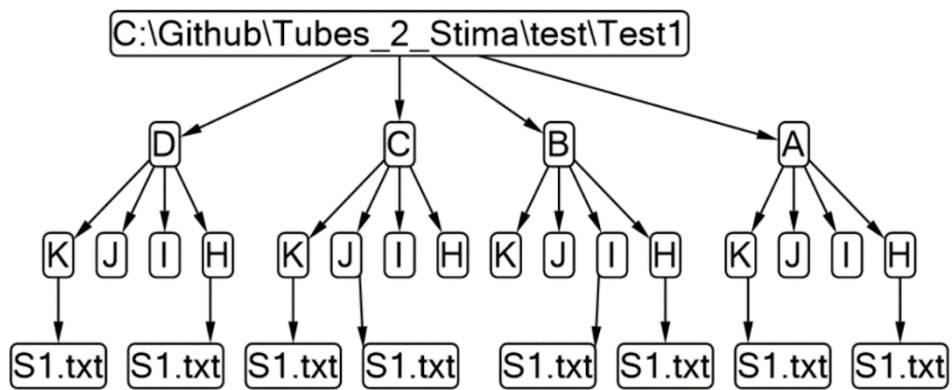 C:\Github\Tubes_2_Stima\test\Test1
D C B A
K J I H K J I H K J I H K J I H
S1.txt S1.txt S1.txt S1.txt S1.txt S1.txt S1.txt S1.txt